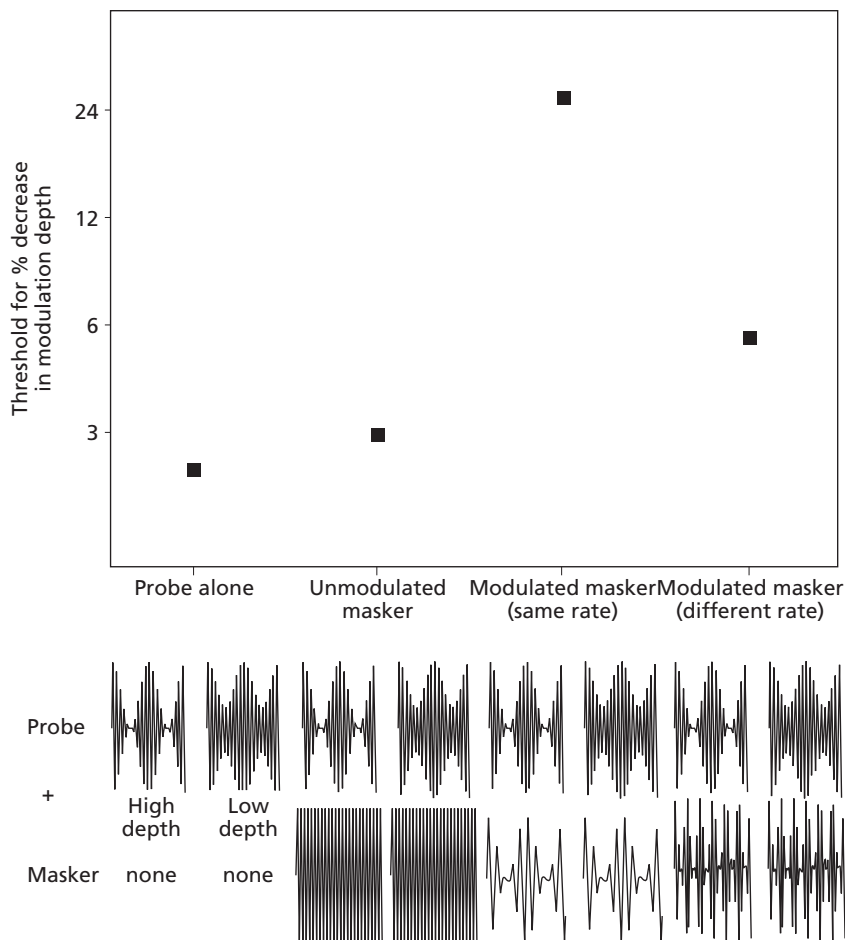 Threshold for % decrease
in modulation depth
24
12
6
3
Probe alone
Unmodulated
masker
Modulated masker
(same rate)
Modulated masker
(different rate)
Probe
+
High
depth
Low
depth
Masker
none
none